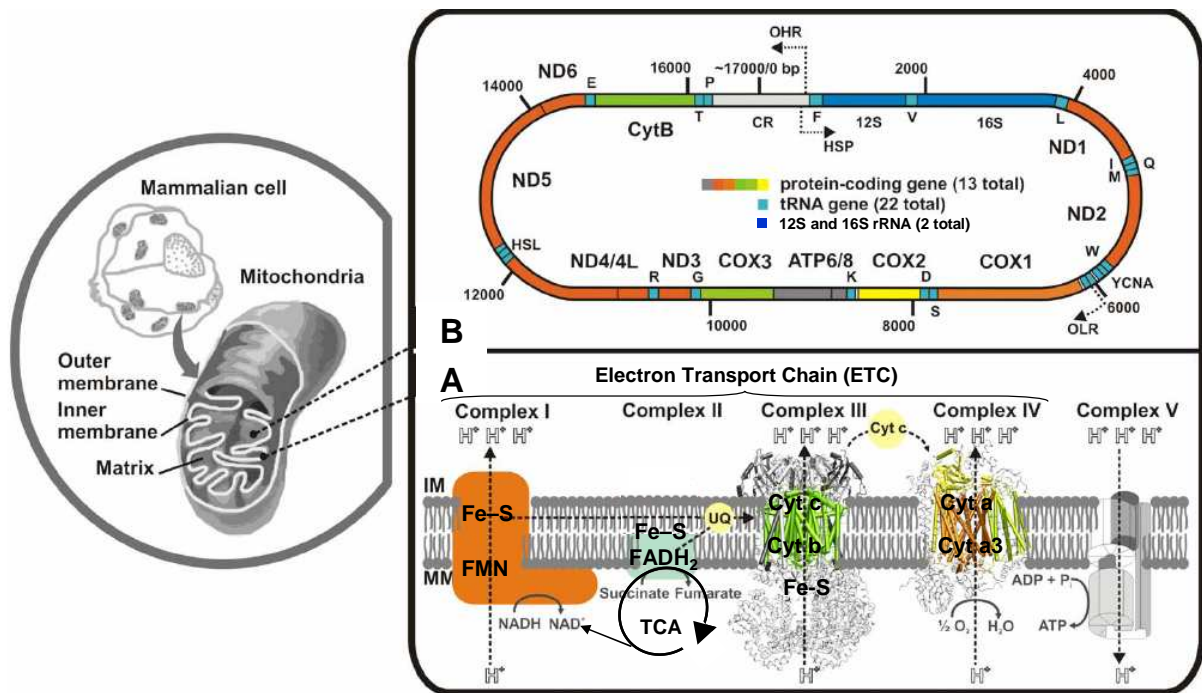 Mammalian cell
Mitochondria
Outer
membrane
Inner
membrane
Matrix
B
OHR
ND6
E
16000
P
~17000/0 bp
2000
4000
14000
CytB
T
CR
F
12S
V
16S
L
HSP
ND1
I
M
Q
ND5
protein-coding gene (13 total)
tRNA gene (22 total)
12S and 16S rRNA (2 total)
ND2
HSL
ND4/4L
R
ND3
G
COX3
ATP6/8
K
COX2
D
COX1
W
YCNA
12000
10000
8000
S
6000
OLR
A
Electron Transport Chain (ETC)
Complex I
Complex II
Complex III
Cyt c
Complex IV
Complex V
H⁺ H⁺ H⁺
H⁺ H⁺ H⁺
H⁺ H⁺ H⁺
H⁺ H⁺ H⁺
IM
Fe–S
UQ
Cyt c
Cyt a
Fe–S
FADH₂
Cyt b
Cyt a3
MM
FMN
Succinate Fumarate
Fe-S
ADP + P
NADH
NAD⁺
TCA
½ O₂
H₂O
ATP
H⁺
H⁺
H⁺
H⁺